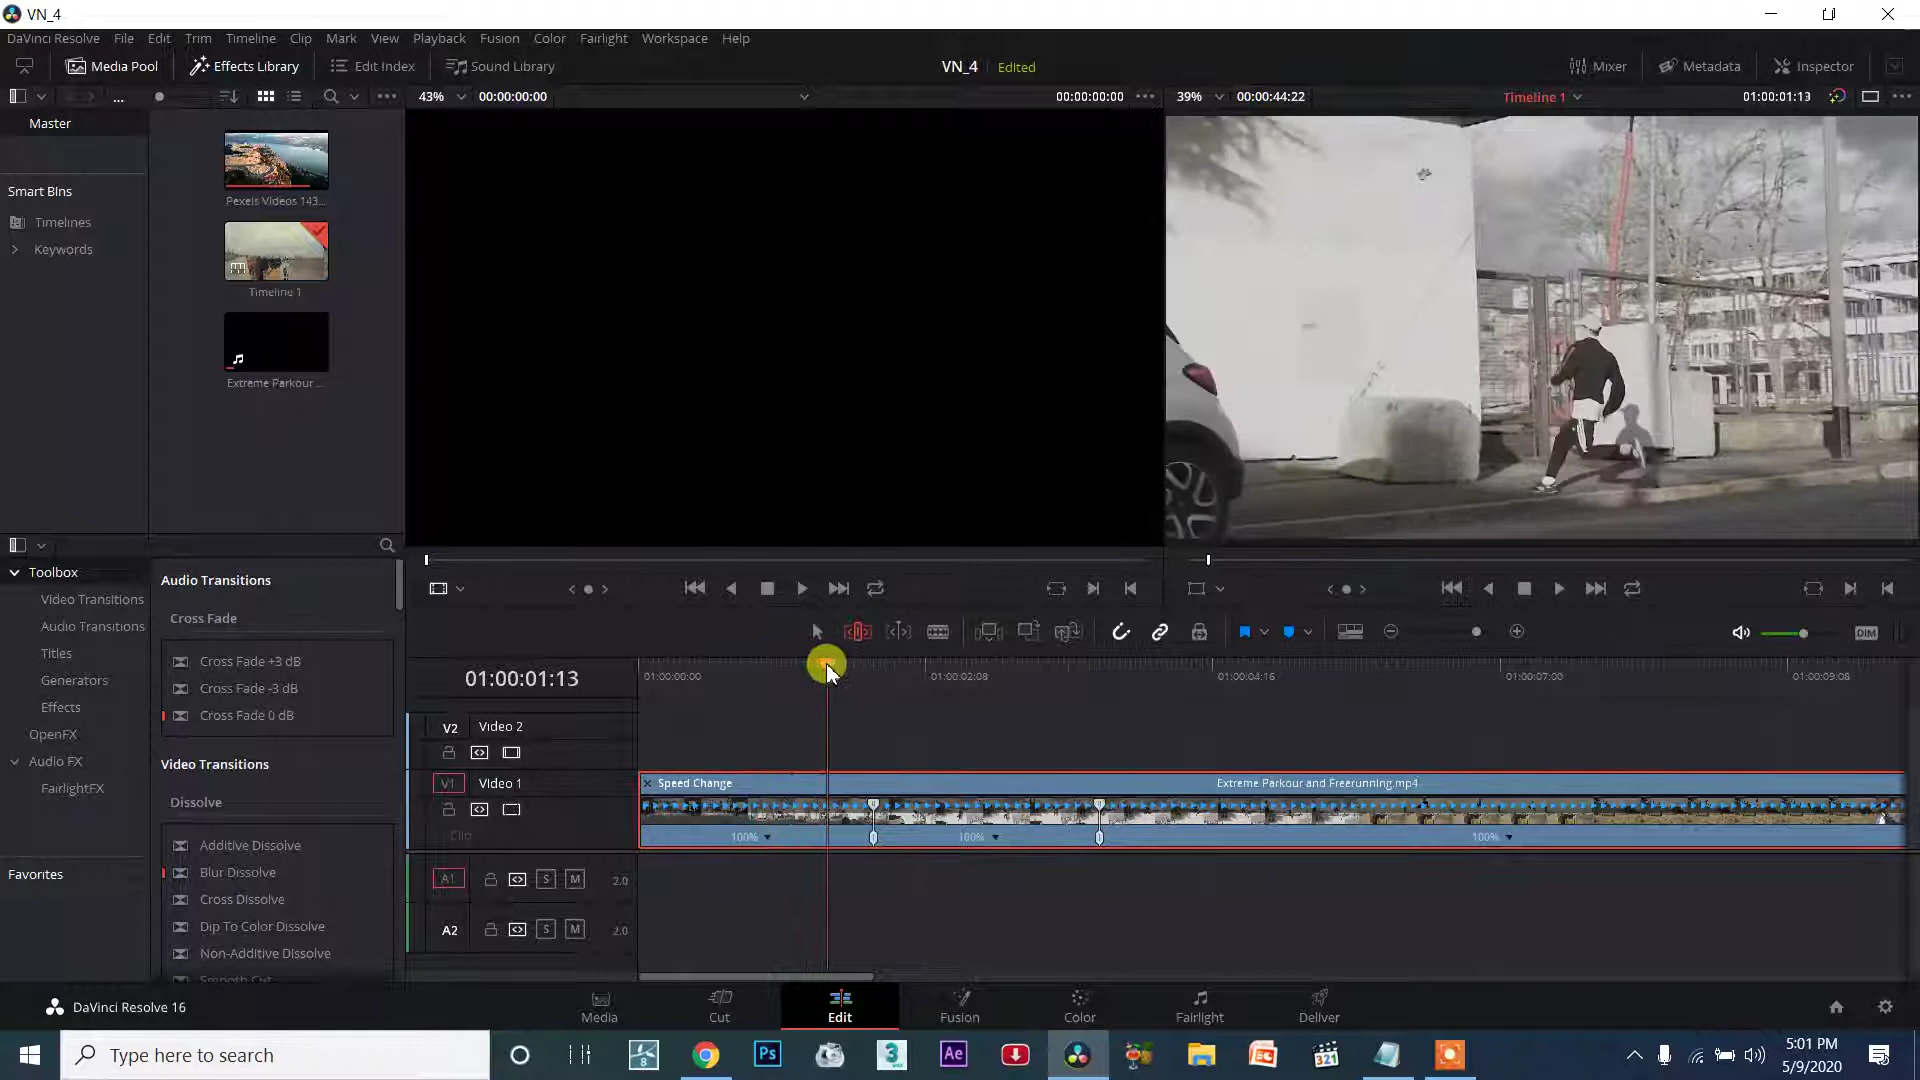 VN_4
DaVinci Resolve File Edit Trim Timeline Clip Mark View Playback Fusion Color Fairlight Workspace Help
Media Pool Effects Library Edit Index Sound Library VN_4 Edited Mixer Metadata Inspector
... 43% 00:00:00:00 00:00:00:00 39% 00:00:44:22 Timeline 1 01:00:01:13
Master
Smart Bins
Timelines
Keywords
Pexels Videos 143...
Timeline 1
Extreme Parkour ...
Toolbox
Video Transitions
Audio Transitions
Titles
Generators
Effects
OpenFX
Audio FX
FairlightFX
Favorites
Audio Transitions
Cross Fade
Cross Fade +3 dB
Cross Fade -3 dB
Cross Fade 0 dB
Video Transitions
Dissolve
Additive Dissolve
Blur Dissolve
Cross Dissolve
Dip To Color Dissolve
Non-Additive Dissolve
Smooth Cut
DIM
01:00:01:13
01:00:00:00 01:00:02:08 01:00:04:16 01:00:07:00 01:00:09:08
V2 Video 2
V1 Video 1
Clip
Speed Change Extreme Parkour and Freerunning.mp4
100% 100% 100%
A1 S M 2.0
A2 S M 2.0
DaVinci Resolve 16
Media Cut Edit Fusion Color Fairlight Deliver
Type here to search
8
Ps
3
Ae
321
5:01 PM
5/9/2020